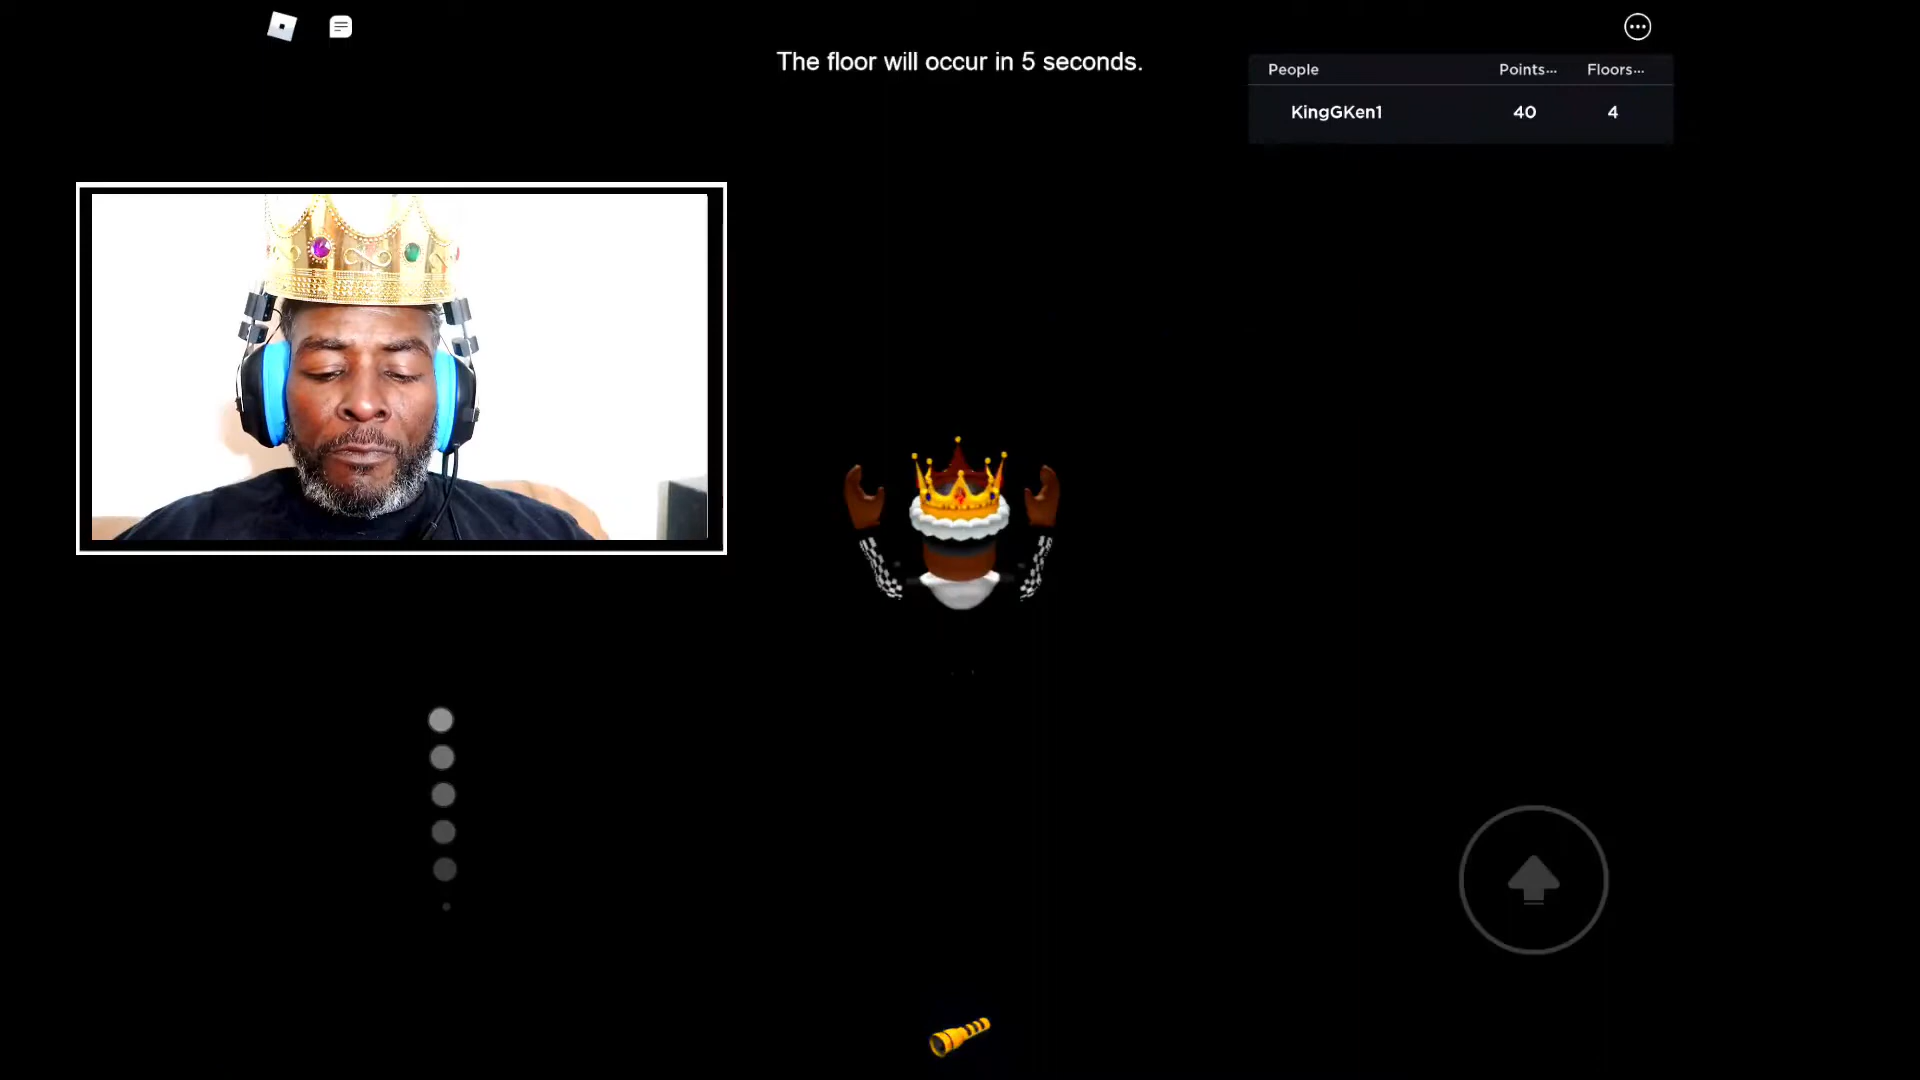 The floor will occur in 5 seconds.
People Points... Floors...
KingGKen1 40 4